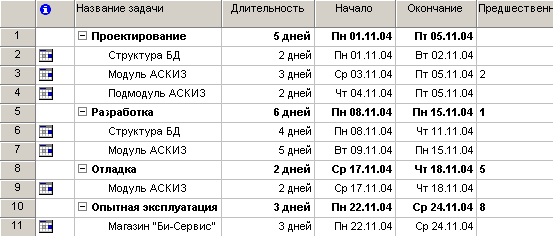 Название задачи Длительность Начало Окончание Предшественн
1 Проектирование 5 дней Пн 01.11.04 Пт 05.11.04
2 Структура БД 2 дней Пн 01.11.04 Вт 02.11.04
3 Модуль АСКИЗ 3 дней Ср 03.11.04 Пт 05.11.04 2
4 Подмодуль АСКИЗ 2 дней Чт 04.11.04 Пт 05.11.04
5 Разработка 6 дней Пн 08.11.04 Пн 15.11.04 1
6 Структура БД 4 дней Пн 08.11.04 Чт 11.11.04
7 Модуль АСКИЗ 5 дней Вт 09.11.04 Пн 15.11.04
8 Отладка 2 дней Ср 17.11.04 Чт 18.11.04 5
9 Модуль АСКИЗ 2 дней Ср 17.11.04 Чт 18.11.04
10 Опытная эксплуатация 3 дней Пн 22.11.04 Ср 24.11.04 8
11 Магазин "Би-Сервис" 3 дней Пн 22.11.04 Ср 24.11.04